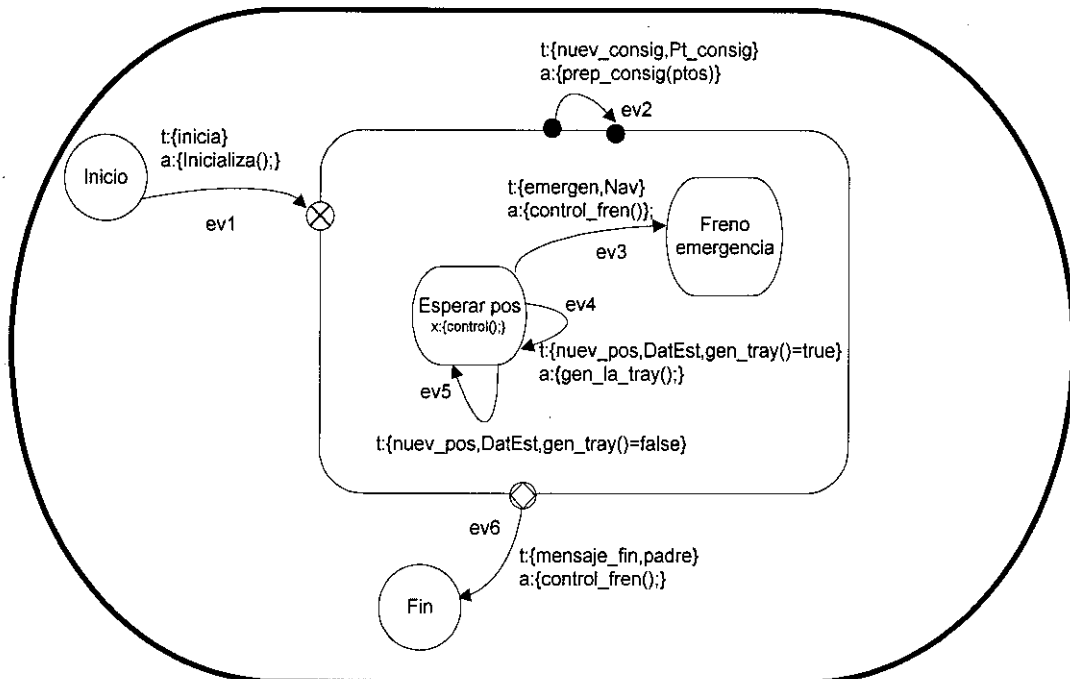 t:{nuev_consig,Pt_consig}
a:{prep_consig(ptos)}
ev2
t:{inicia}
a:{Inicializa();}
Inicio
ev1
t:{emergen,Nav}
a:{control_fren()};
ev3
Freno
emergencia
Esperar pos
x:{control();}
ev4
t:{nuev_pos,DatEst,gen_tray()=true}
a:{gen_la_tray();}
ev5
t:{nuev_pos,DatEst,gen_tray()=false}
ev6
t:{mensaje_fin,padre}
a:{control_fren();}
Fin